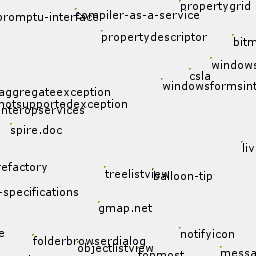 propertygrid
promptu-interface
compiler-as-a-service
propertydescriptor
bitm
windows
csla
windowsformsint
aggregateexception
notsupportedexception
interopservices
spire.doc
liv
refactory
treelistview
balloon-tip
-specifications
gmap.net
notifyicon
e
folderbrowserdialog
objectlistview
topmost
messa